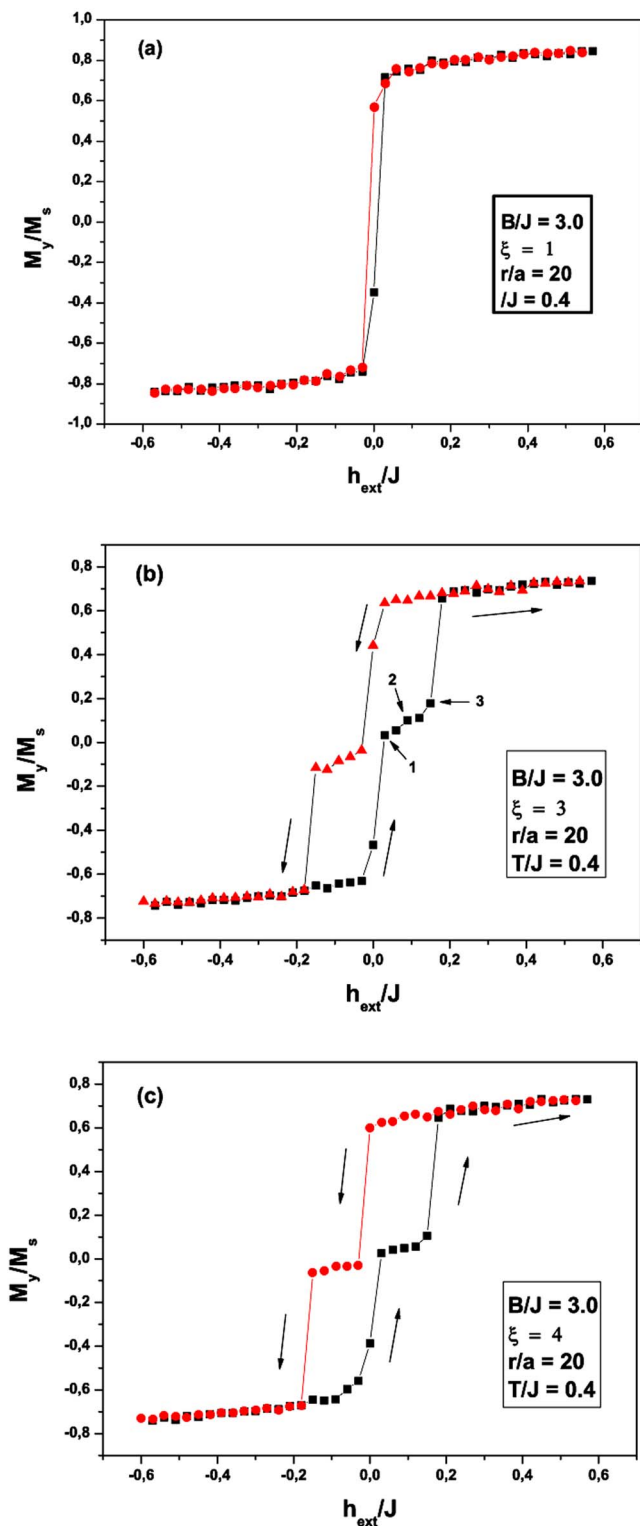 (a)
1,0
0,8
0,6
0,4
0,2
0,0
-0,2
-0,4
-0,6
-0,8
-1,0
M_y/M_s
B/J = 3.0
ξ = 1
r/a = 20
/J = 0.4
-0,6 -0,4 -0,2 0,0 0,2 0,4 0,6
h_ext/J
(b)
0,8
0,6
0,4
0,2
0,0
-0,2
-0,4
-0,6
-0,8
M_y/M_s
2
3
1
B/J = 3.0
ξ = 3
r/a = 20
T/J = 0.4
-0,6 -0,4 -0,2 0,0 0,2 0,4 0,6
h_ext/J
(c)
0,8
0,6
0,4
0,2
0,0
-0,2
-0,4
-0,6
-0,8
M_y/M_s
B/J = 3.0
ξ = 4
r/a = 20
T/J = 0.4
-0,6 -0,4 -0,2 0,0 0,2 0,4 0,6
h_ext/J